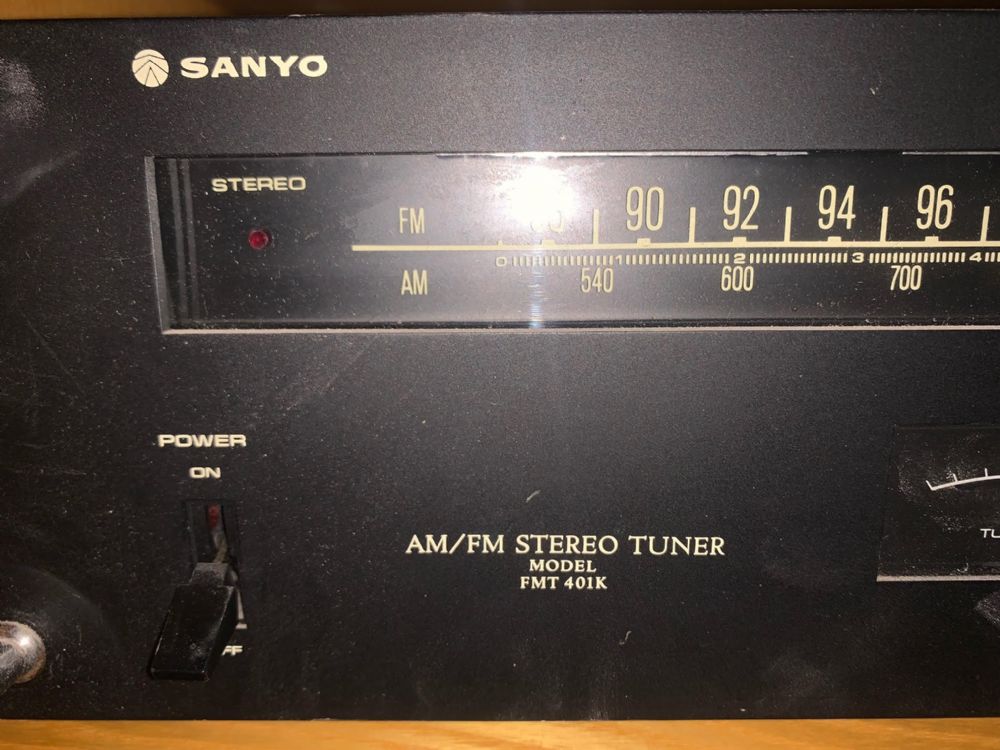 SANYO
STEREO
FM 90 92 94 96
0 1 2 3 4
AM 540 600 700
POWER
ON
AM/FM STEREO TUNER
MODEL
FMT 401K